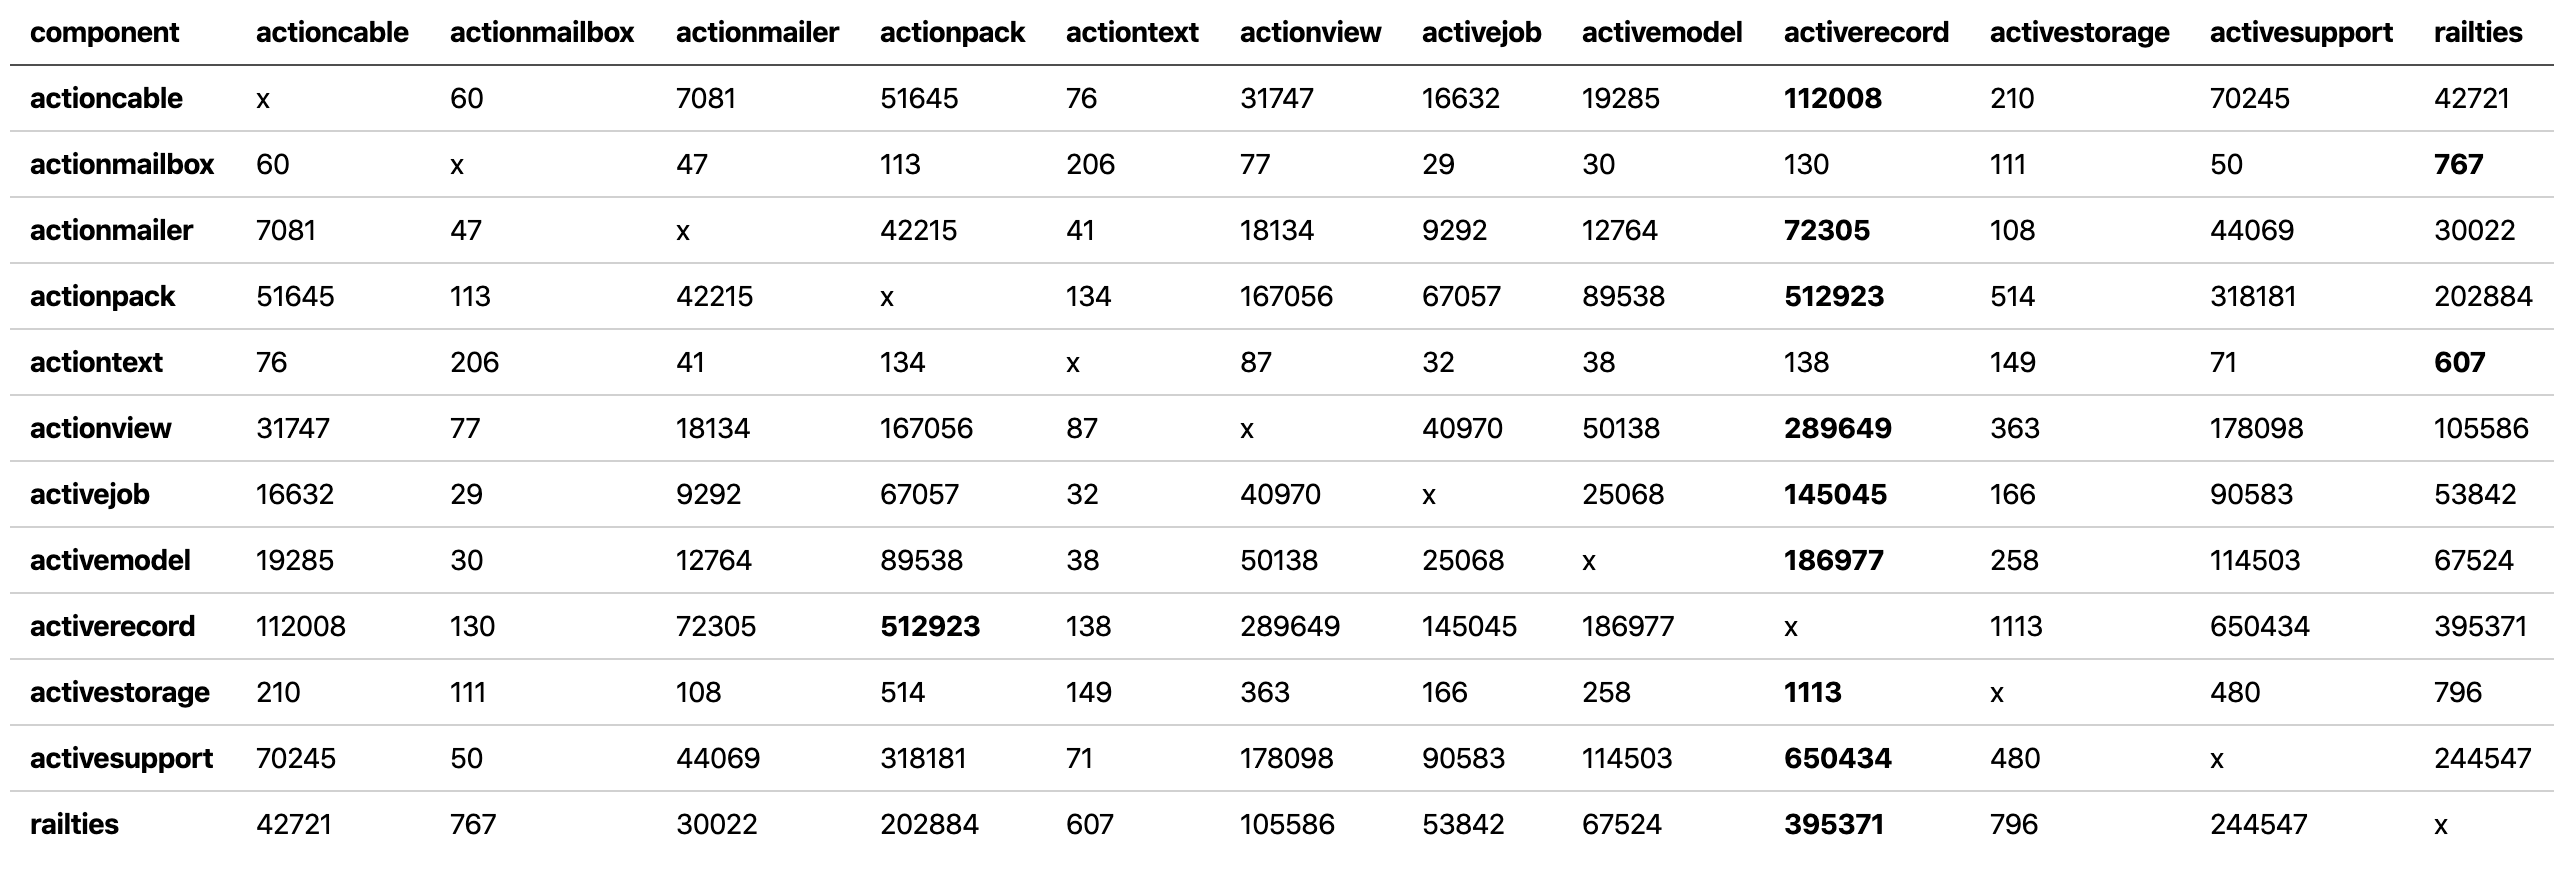 component actioncable actionmailbox actionmailer actionpack actiontext actionview activejob activemodel activerecord activestorage activesupport railties
actioncable x 60 7081 51645 76 31747 16632 19285 112008 210 70245 42721
actionmailbox 60 x 47 113 206 77 29 30 130 111 50 767
actionmailer 7081 47 x 42215 41 18134 9292 12764 72305 108 44069 30022
actionpack 51645 113 42215 x 134 167056 67057 89538 512923 514 318181 202884
actiontext 76 206 41 134 x 87 32 38 138 149 71 607
actionview 31747 77 18134 167056 87 x 40970 50138 289649 363 178098 105586
activejob 16632 29 9292 67057 32 40970 x 25068 145045 166 90583 53842
activemodel 19285 30 12764 89538 38 50138 25068 x 186977 258 114503 67524
activerecord 112008 130 72305 512923 138 289649 145045 186977 x 1113 650434 395371
activestorage 210 111 108 514 149 363 166 258 1113 x 480 796
activesupport 70245 50 44069 318181 71 178098 90583 114503 650434 480 x 244547
railties 42721 767 30022 202884 607 105586 53842 67524 395371 796 244547 x